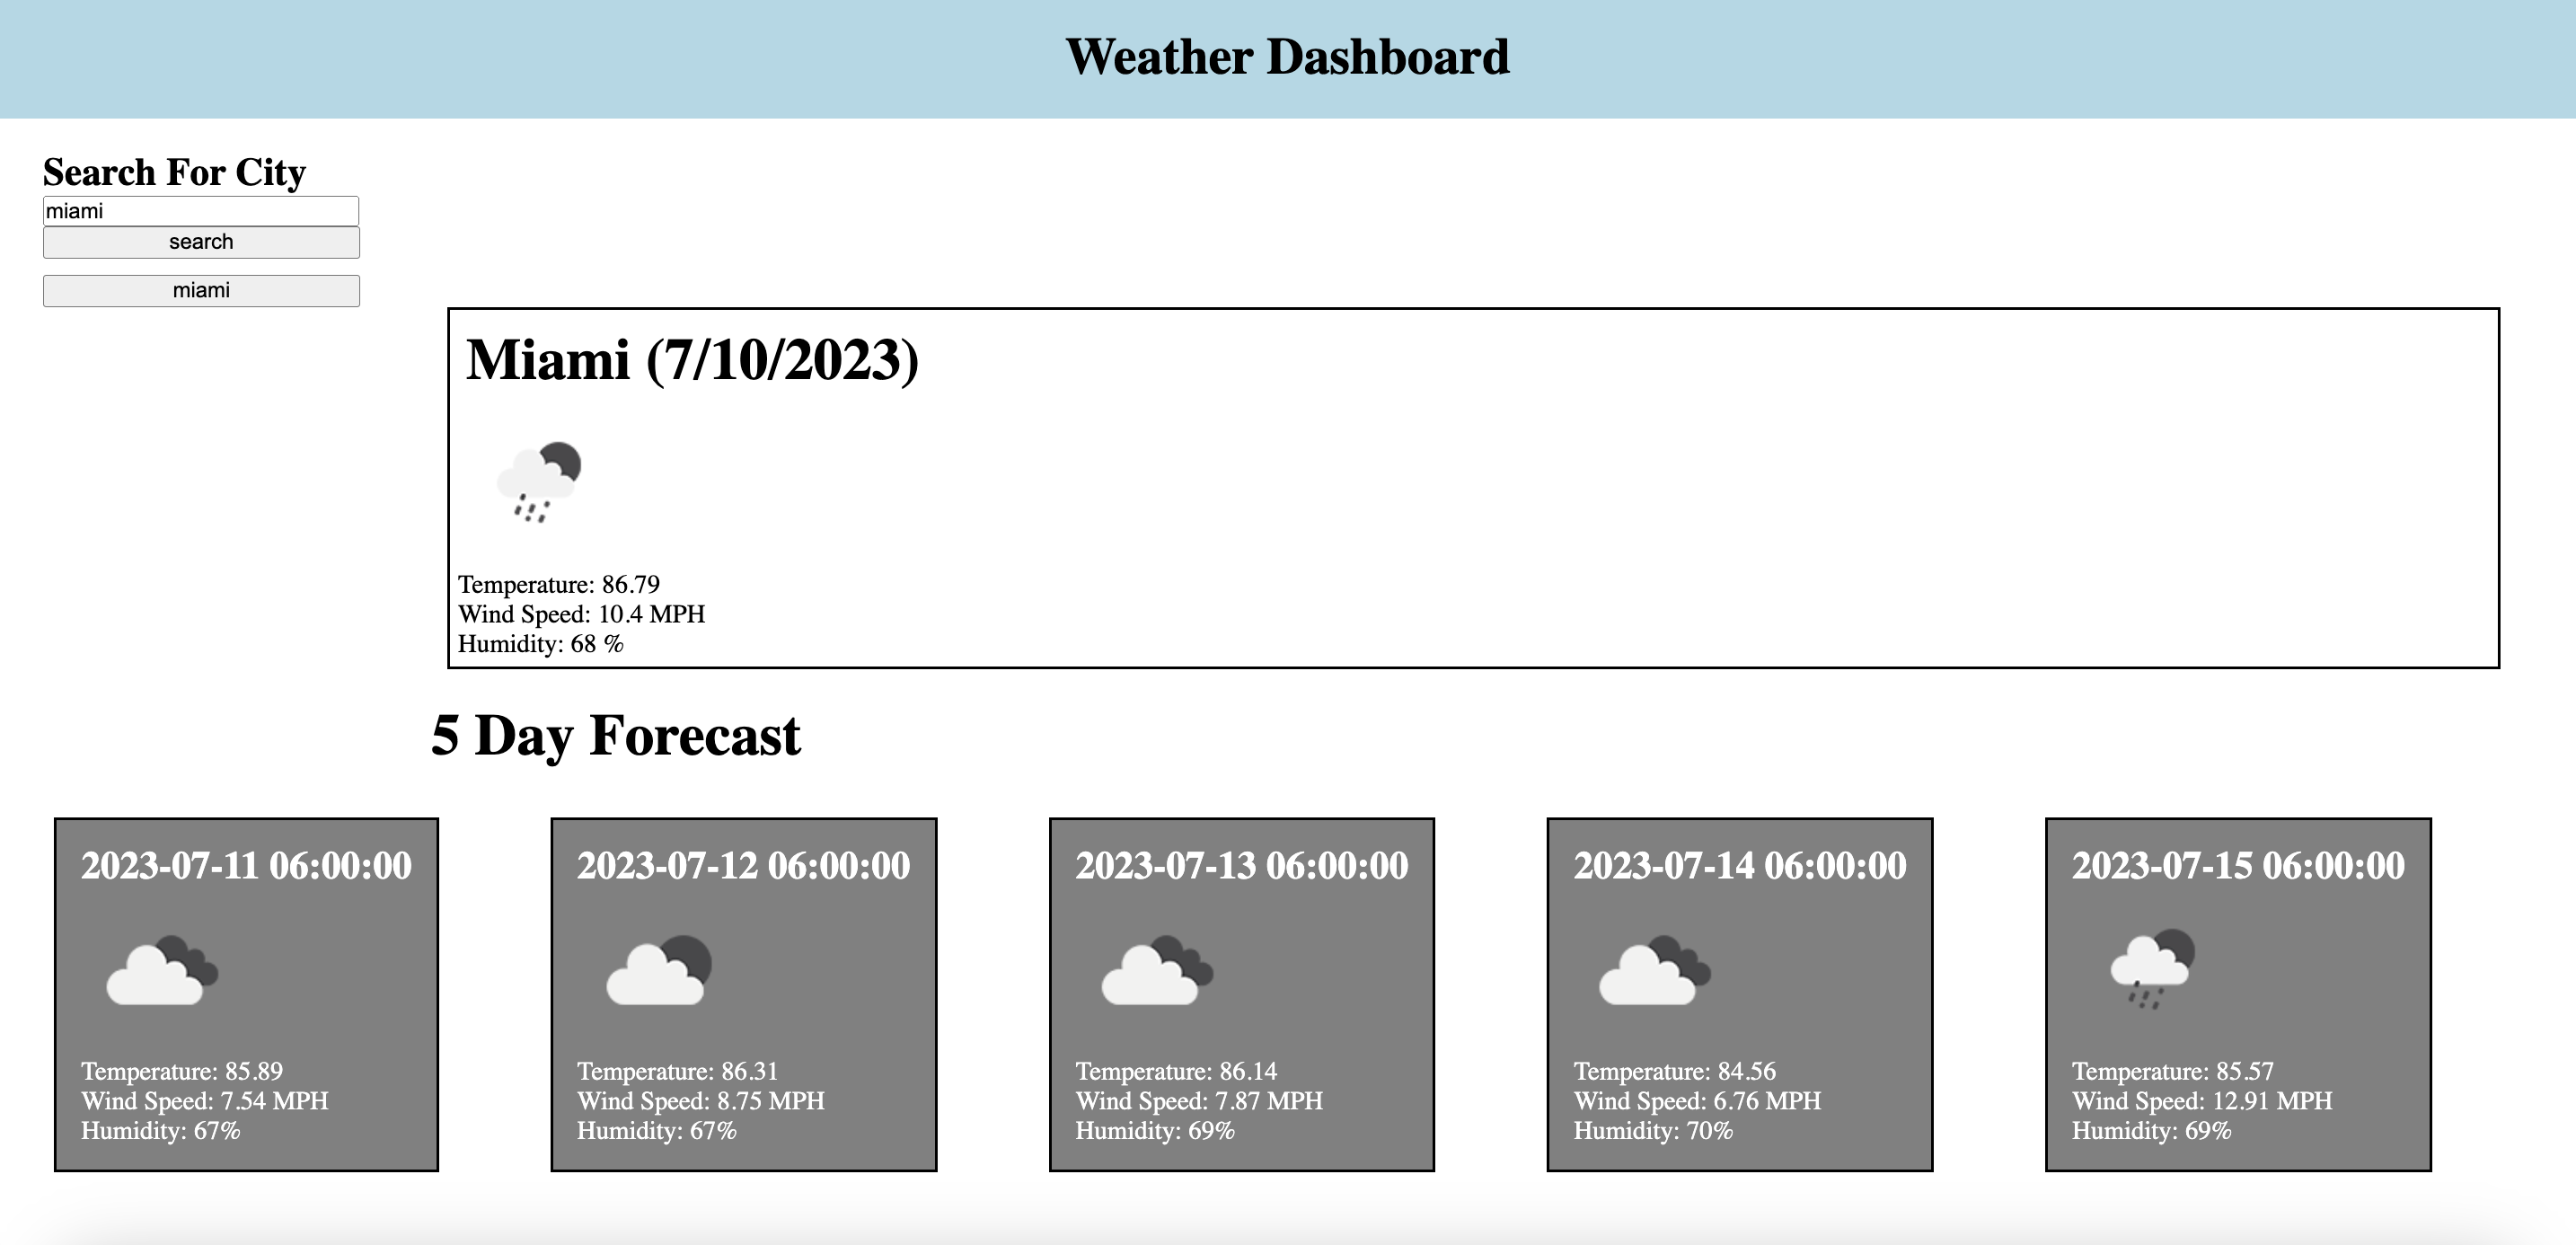 Weather Dashboard
Search For City
miami
search
miami
Miami (7/10/2023)
Temperature: 86.79
Wind Speed: 10.4 MPH
Humidity: 68 %
5 Day Forecast
2023-07-11 06:00:00
Temperature: 85.89
Wind Speed: 7.54 MPH
Humidity: 67%
2023-07-12 06:00:00
Temperature: 86.31
Wind Speed: 8.75 MPH
Humidity: 67%
2023-07-13 06:00:00
Temperature: 86.14
Wind Speed: 7.87 MPH
Humidity: 69%
2023-07-14 06:00:00
Temperature: 84.56
Wind Speed: 6.76 MPH
Humidity: 70%
2023-07-15 06:00:00
Temperature: 85.57
Wind Speed: 12.91 MPH
Humidity: 69%